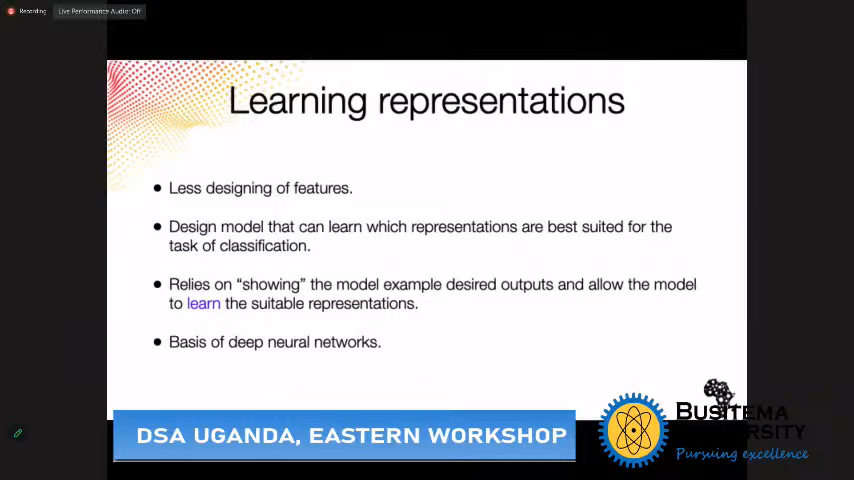 Recording
Live Performance Audio: Off
Learning representations
• Less designing of features.
• Design model that can learn which representations are best suited for the
task of classification.
• Relies on “showing” the model example desired outputs and allow the model
to learn the suitable representations.
• Basis of deep neural networks.
DSA UGANDA, EASTERN WORKSHOP
BUSITEMA
Pursuing excellence